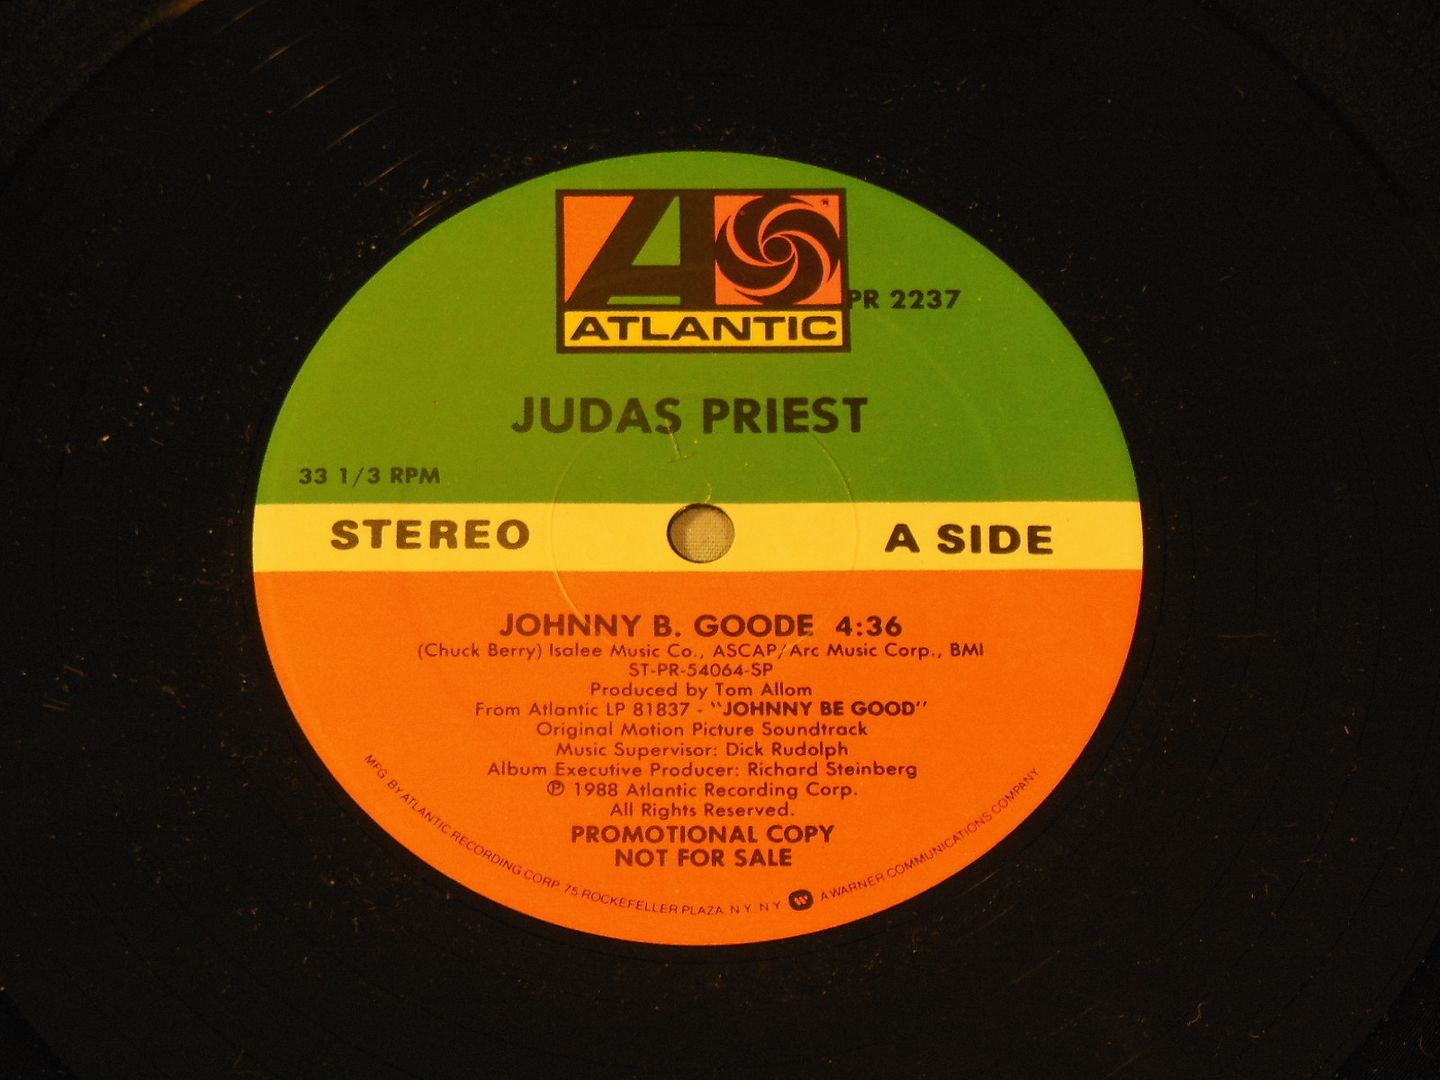 ATLANTIC
PR 2237
JUDAS PRIEST
33 1/3 RPM
STEREO
A SIDE
JOHNNY B. GOODE 4:36
(Chuck Berry) Isalee Music Co., ASCAP/Arc Music Corp., BMI
ST-PR-54064-SP
Produced by Tom Allom
From Atlantic LP 81837 - "JOHNNY BE GOOD"
Original Motion Picture Soundtrack
Music Supervisor: Dick Rudolph
Album Executive Producer: Richard Steinberg
℗ 1988 Atlantic Recording Corp.
All Rights Reserved.
PROMOTIONAL COPY
NOT FOR SALE
MFG BY ATLANTIC RECORDING CORP 75 ROCKEFELLER PLAZA N Y N Y W A WARNER COMMUNICATIONS COMPANY